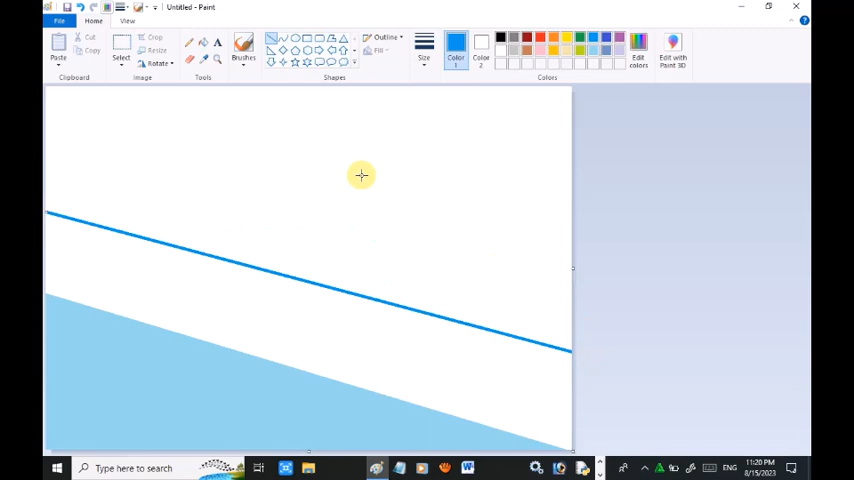 Untitled - Paint
File
Home
View
Paste
Cut
Copy
Clipboard
Select
Crop
Resize
Rotate
Image
A
Tools
Brushes
Outline
Fill
Shapes
Size
Color
1
Color
2
Edit
colors
Colors
Edit with
Paint 3D
Type here to search
W
ENG
11:20 PM
8/15/2023